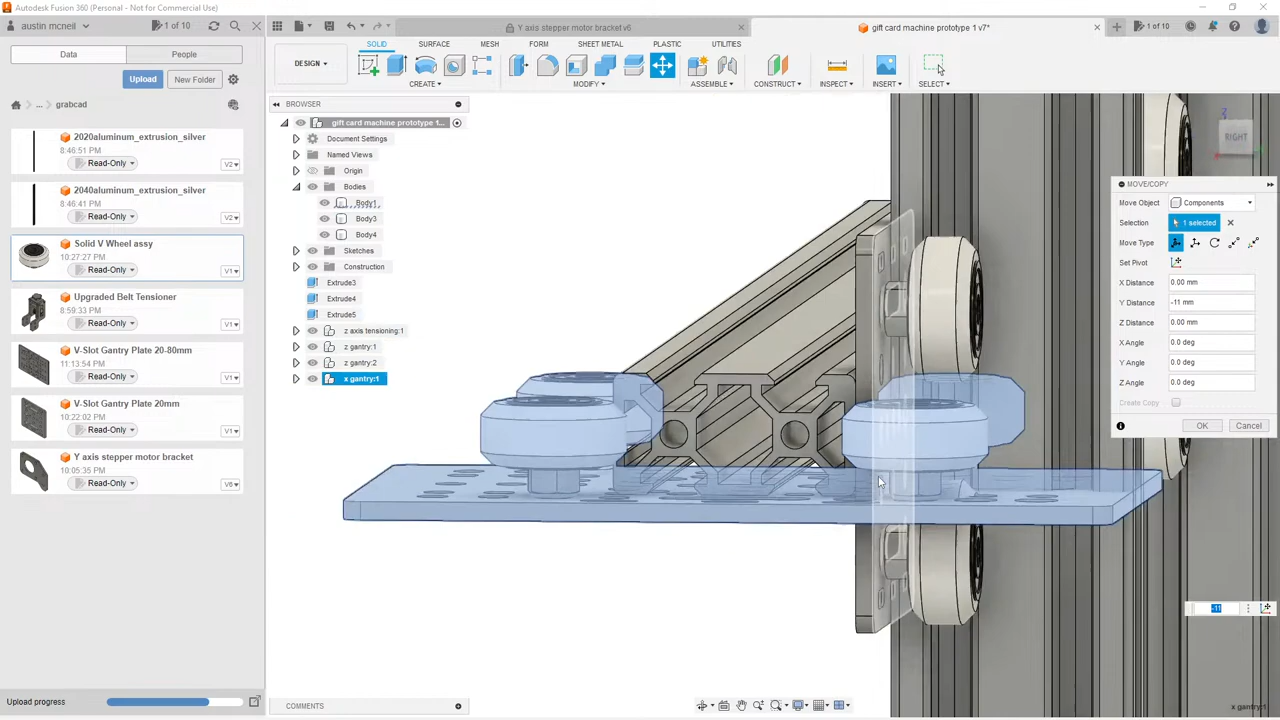 Autodesk Fusion 360 (Personal - Not for Commercial Use)
austin mcneil
1 of 10
Y axis stepper motor bracket v6
gift card machine prototype 1 v7*
1 of 10
Data
People
SOLID
SURFACE
MESH
FORM
SHEET METAL
PLASTIC
UTILITIES
Upload
New Folder
DESIGN
CREATE
MODIFY
ASSEMBLE
CONSTRUCT
INSPECT
INSERT
SELECT
... grabcad
BROWSER
2020aluminum_extrusion_silver
8:46:51 PM
Read-Only
V2
2040aluminum_extrusion_silver
8:46:41 PM
Read-Only
V2
Solid V Wheel assy
10:27:27 PM
Read-Only
V1
Upgraded Belt Tensioner
8:59:33 PM
Read-Only
V1
V-Slot Gantry Plate 20-80mm
11:13:54 PM
Read-Only
V1
V-Slot Gantry Plate 20mm
10:22:02 PM
Read-Only
V1
Y axis stepper motor bracket
10:05:35 PM
Read-Only
V6
Upload progress
gift card machine prototype 1...
Document Settings
Named Views
Origin
Bodies
Body1
Body3
Body4
Sketches
Construction
Extrude3
Extrude4
Extrude5
z axis tensioning:1
z gantry:1
z gantry:2
x gantry:1
COMMENTS
Z
RIGHT
MOVE/COPY
Move Object
Components
Selection
1 selected
Move Type
Set Pivot
X Distance
0.00 mm
Y Distance
-11 mm
Z Distance
0.00 mm
X Angle
0.0 deg
Y Angle
0.0 deg
Z Angle
0.0 deg
Create Copy
OK
Cancel
-11
x gantry:1